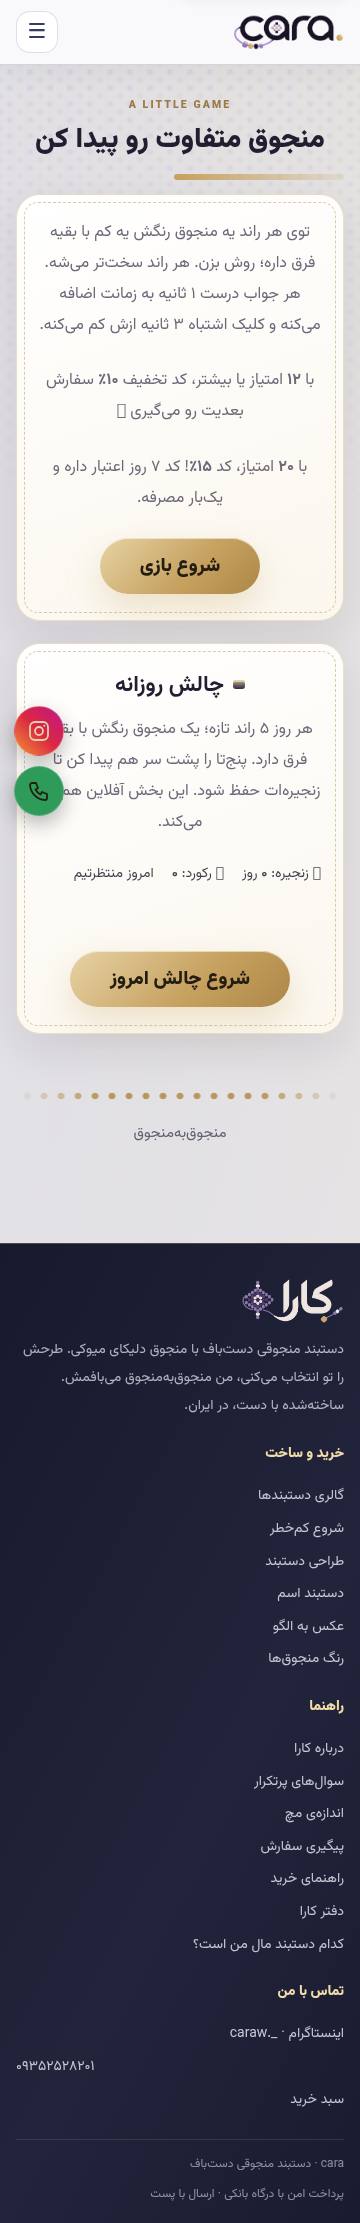 cara.
☰
A LITTLE GAME
منجوق متفاوت رو پیدا کن
توی هر راند یه منجوق رنگش یه کم با بقیه
فرق داره؛ روش بزن. هر راند سخت‌تر می‌شه.
هر جواب درست ۱ ثانیه به زمانت اضافه
می‌کنه و کلیک اشتباه ۳ ثانیه ازش کم می‌کنه.
با ۱۲ امتیاز یا بیشتر، کد تخفیف ۱۰٪ سفارش
بعدیت رو می‌گیری
با ۲۰ امتیاز، کد ۱۵٪! کد ۷ روز اعتبار داره و
یک‌بار مصرفه.
شروع بازی
چالش روزانه
هر روز ۵ راند تازه؛ یک منجوق رنگش با
فرق دارد. پنج‌تا را پشت سر هم پیدا کن تا
زنجیره‌ات حفظ شود. این بخش آفلاین هم
می‌کند.
زنجیره: ۰ روز رکورد: ۰ امروز منتظرتیم
شروع چالش امروز
منجوق‌به‌منجوق
کارا
دستبند منجوقی دست‌باف با منجوق دلیکای میوکی. طرحش
را تو انتخاب می‌کنی، من منجوق‌به‌منجوق می‌بافمش.
ساخته‌شده با دست، در ایران.
خرید و ساخت
گالری دستبندها
شروع کم‌خطر
طراحی دستبند
دستبند اسم
عکس به الگو
رنگ منجوق‌ها
راهنما
درباره کارا
سوال‌های پرتکرار
اندازه‌ی مچ
پیگیری سفارش
راهنمای خرید
دفتر کارا
کدام دستبند مال من است؟
تماس با من
اینستاگرام · caraw._
۰۹۳۵۲۵۲۸۲۰۱
سبد خرید
cara · دستبند منجوقی دست‌باف
پرداخت امن با درگاه بانکی · ارسال با پست